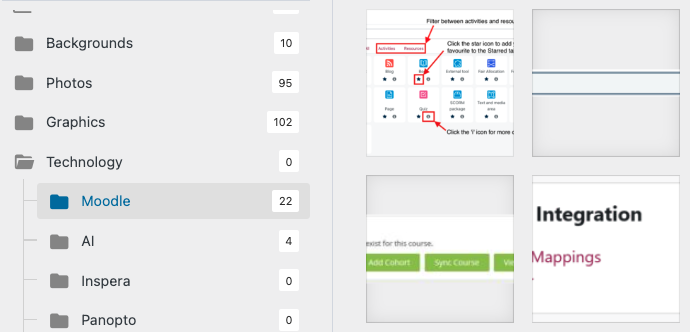 Backgrounds 10
Photos 95
Graphics 102
Technology 0
Moodle 22
AI 4
Inspera 0
Panopto 0
Filter between activities and resou
Activities Resources
Click the star icon to add
favourite to the Starred ta
Blog External tool Fair Allocation
Page Quiz SCORM package Text and media area
Click the 'i' icon for more d
exist for this course.
Add Cohort Sync Course Vie
Integration
Mappings